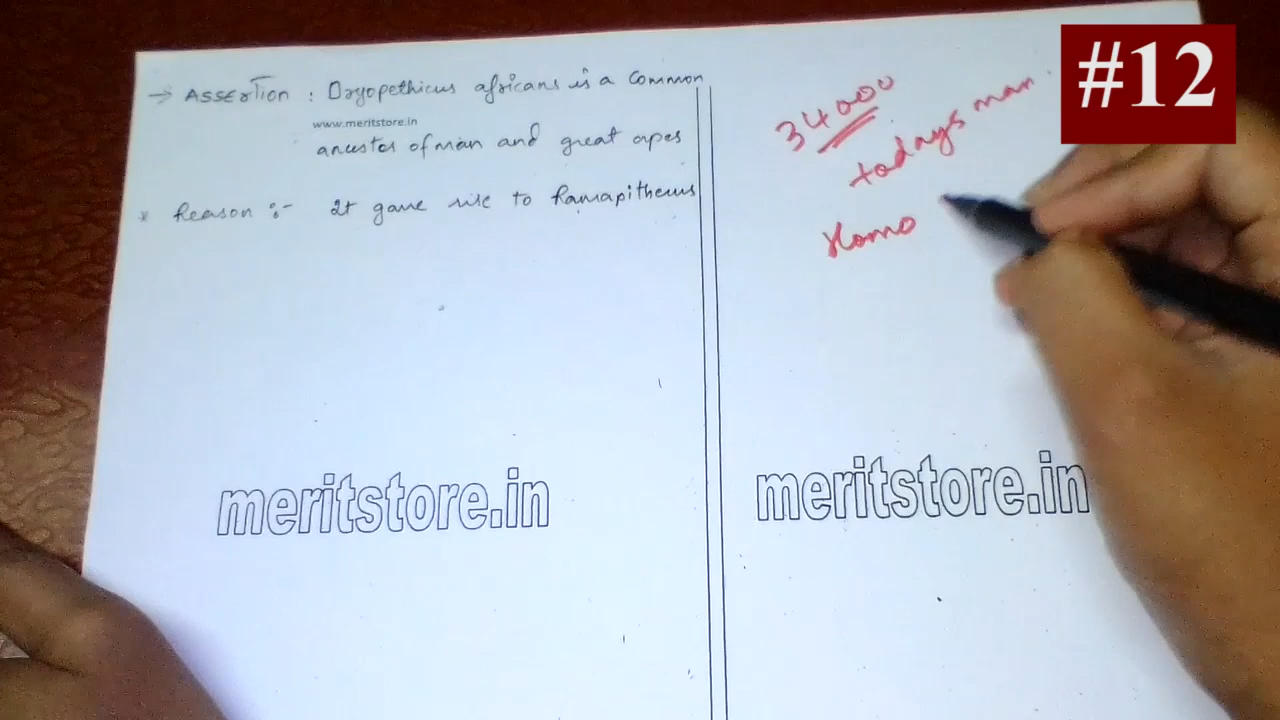 #12
→ ASSErTion : Dryopethicus africans is a Common
www.meritstore.in
ancestor of man and great apes
* Reason :- It gave rise to Ramapithecus
34000
todays man
Homo
meritstore.in
meritstore.in